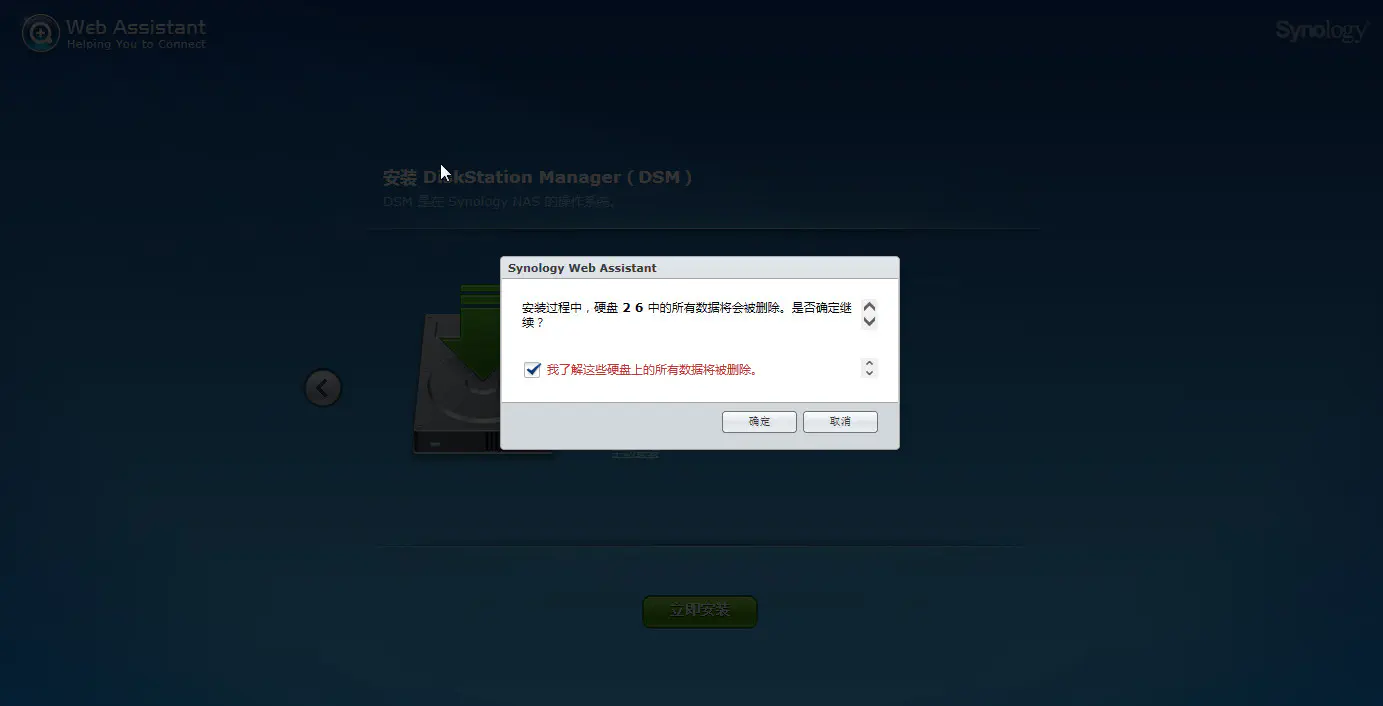 Web Assistant
Helping You to Connect
Synology
安装 DiskStation Manager ( DSM )
DSM 是在 Synology NAS 的操作系统。
Synology Web Assistant
安装过程中，硬盘 2 6 中的所有数据将会被删除。是否确定继
续？
我了解这些硬盘上的所有数据将被删除。
确定
取消
立即安装